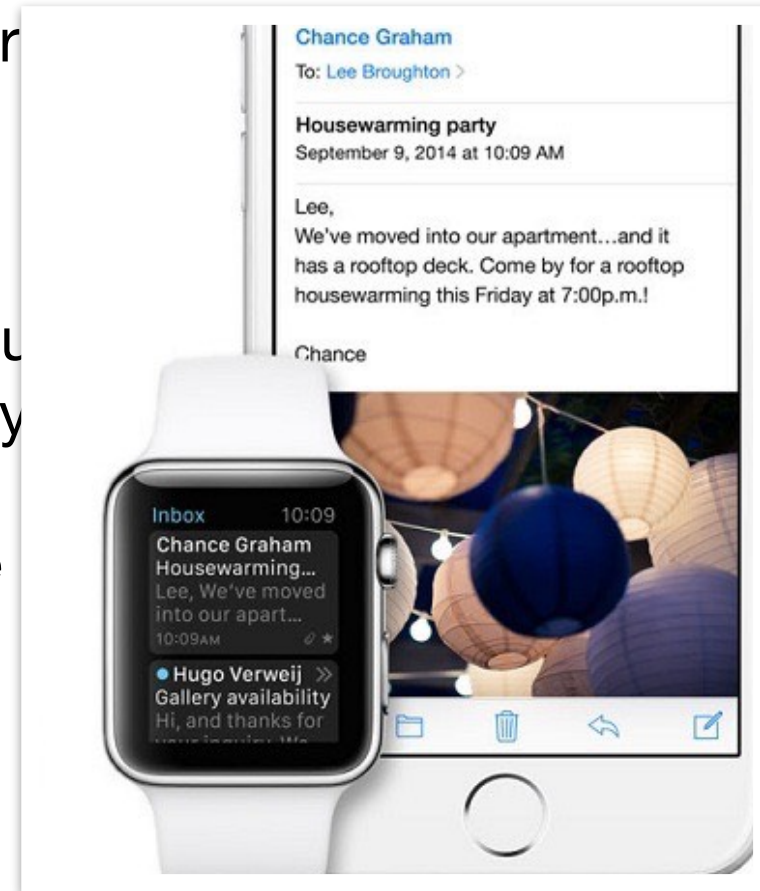 r
u
y
Chance Graham
To: Lee Broughton >
Housewarming party
September 9, 2014 at 10:09 AM
Lee,
We've moved into our apartment...and it
has a rooftop deck. Come by for a rooftop
housewarming this Friday at 7:00p.m.!
Chance
Inbox 10:09
Chance Graham
Housewarming...
Lee, We've moved
into our apart...
10:09AM
Hugo Verweij
Gallery availability
Hi, and thanks for
your inquiry. We